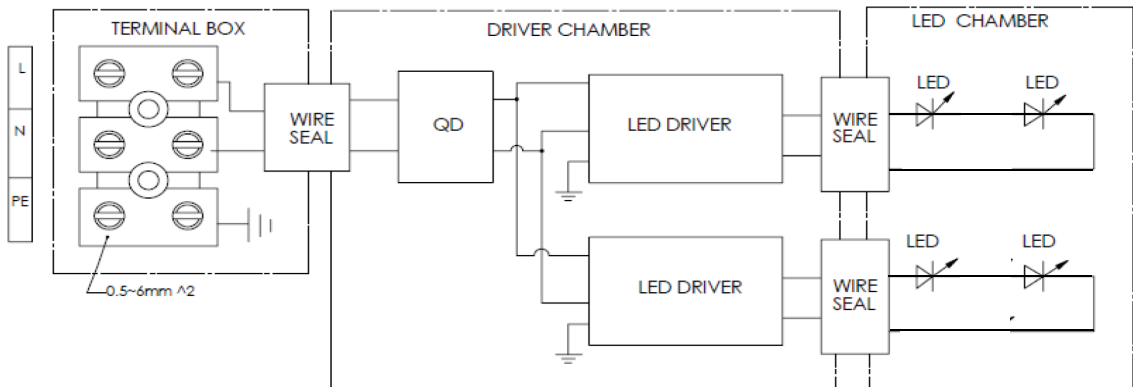 TERMINAL BOX
DRIVER CHAMBER
LED CHAMBER
L
N
PE
WIRE
SEAL
QD
LED DRIVER
WIRE
SEAL
LED
LED
LED DRIVER
WIRE
SEAL
LED
LED
0.5~6mm ^2